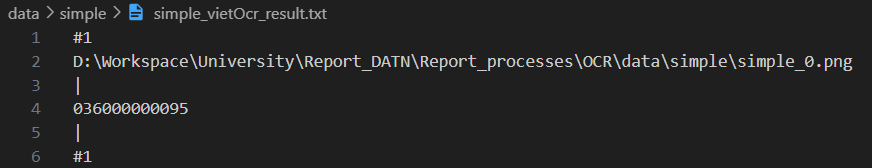 data > simple > simple_vietOcr_result.txt
1 #1
2 D:\Workspace\University\Report_DATN\Report_processes\OCR\data\simple\simple_0.png
3 |
4 036000000095
5 |
6 #1